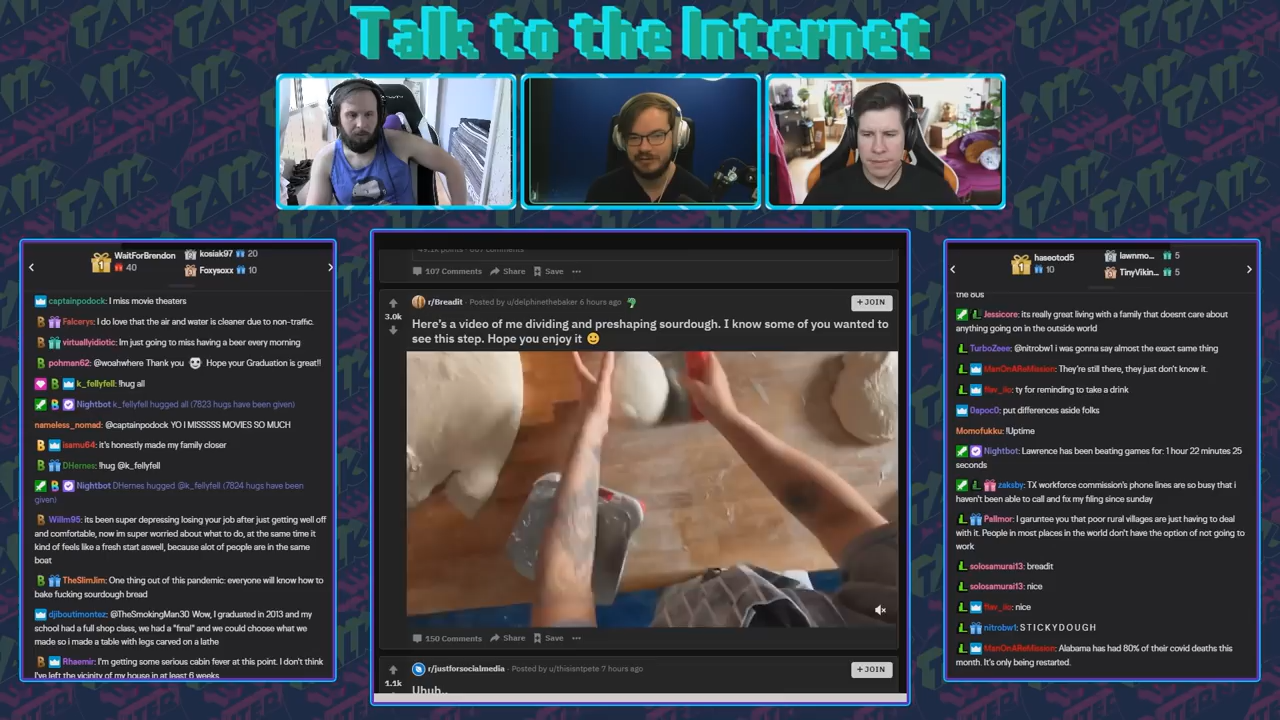 Talk to the Internet
WaitForBrendon
40
kosiak97 20
Foxysoxx 10
captainpodock: I miss movie theaters
Falcerys: I do love that the air and water is cleaner due to non-traffic.
virtuallyidiotic: Im just going to missing a beer every morning
pohman62: @woahwhere Thank you Hope your Graduation is great!!
k_fellyfell: !hug all
Nightbot k_fellyfell hugged all (7823 hugs have been given)
nameless_nomad: @captainpodock YO I MISSSSS MOVIES SO MUCH
isamu64: it's honestly made my family closer
DHernes: !hug @k_fellyfell
Nightbot DHernes hugged @k_fellyfell (7824 hugs have been
given)
Willm95: its been super depressing losing your job after just getting well off
and comfortable, now im super worried about what to do, at the same time it
kind of feels like a fresh start aswell, because alot of people are in the same
boat
TheSlimJim: One thing out of this pandemic: everyone will know how to
bake fucking sourdough bread
djiboutimontez: @TheSmokingMan30 Wow, I graduated in 2013 and my
school had a full shop class, we had a "final" and we could choose what we
made so i made a table with legs carved on a lathe
Rhaemir: I'm getting some serious cabin fever at this point. I don't think
I've left the vicinity of my house in at least 6 weeks
107 Comments Share Save
r/Breadit · Posted by u/delphinethebaker 6 hours ago
+ JOIN
3.0k
Here's a video of me dividing and preshaping sourdough. I know some of you wanted to
see this step. Hope you enjoy it 😀
150 Comments Share Save
r/justforsocialmedia · Posted by u/thisisntpete 7 hours ago
+ JOIN
1.1k
Uhuh..
haseotod5
10
lawnmo... 5
TinyVikin... 5
the 80s
Jessicore: its really great living with a family that doesnt care about
anything going on in the outside world
TurboZeee: @nitrobw1 i was gonna say almost the exact same thing
ManOnAReMission: They're still there, they just don't know it.
flav_ilc: ty for reminding to take a drink
0apoc0: put differences aside folks
Momofukku: !Uptime
Nightbot: Lawrence has been beating games for: 1 hour 22 minutes 25
seconds
zaksby: TX workforce commission's phone lines are so busy that i
haven't been able to call and fix my filing since sunday
Pallmor: I garuntee you that poor rural villages are just having to deal
with it. People in most places in the world don't have the option of not going to
work
solosamurai13: breadit
solosamurai13: nice
flav_ilc: nice
nitrobw1: S T I C K Y D O U G H
ManOnAReMission: Alabama has had 80% of their covid deaths this
month. It's only being restarted.